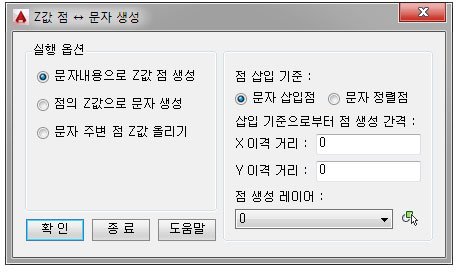 Z값 점 ↔ 문자 생성
실행 옵션
문자내용으로 Z값 점 생성
점의 Z값으로 문자 생성
문자 주변 점 Z값 올리기
확 인
종 료
도움말
점 삽입 기준 :
문자 삽입점 문자 정렬점
삽입 기준으로부터 점 생성 간격 :
X 이격 거리 : 0
Y 이격 거리 : 0
점 생성 레이어 :
0